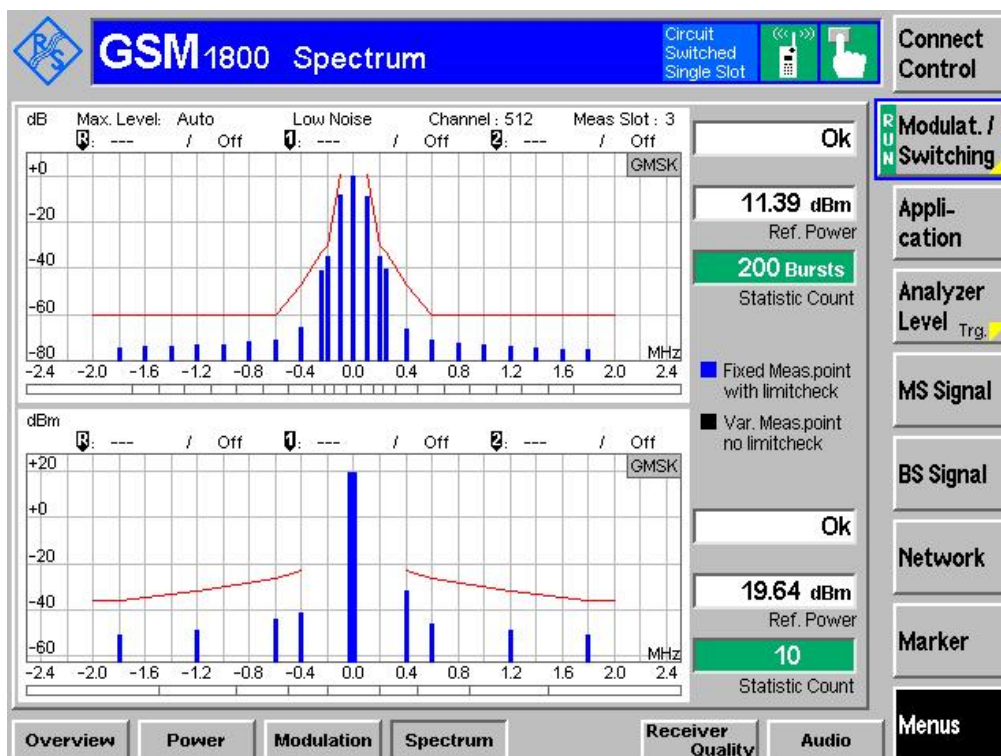 R S
GSM 1800 Spectrum
Circuit
Switched
Single Slot
Connect
Control
dB Max. Level: Auto Low Noise Channel : 512 Meas Slot : 3
R: --- / Off 1: --- / Off 2: --- / Off
GMSK
+0
-20
-40
-60
-80
MHz
-2.4 -2.0 -1.6 -1.2 -0.8 -0.4 0.0 0.4 0.8 1.2 1.6 2.0 2.4
Ok
11.39 dBm
Ref. Power
200 Bursts
Statistic Count
Fixed Meas.point
with limitcheck
Var. Meas.point
no limitcheck
dBm
R: --- / Off 1: --- / Off 2: --- / Off
GMSK
+20
+0
-20
-40
-60
MHz
-2.4 -2.0 -1.6 -1.2 -0.8 -0.4 0.0 0.4 0.8 1.2 1.6 2.0 2.4
Ok
19.64 dBm
Ref. Power
10
Statistic Count
RUN
Modulat. /
Switching
Appli-
cation
Analyzer
Level Trg.
MS Signal
BS Signal
Network
Marker
Menus
Overview
Power
Modulation
Spectrum
Receiver
Quality
Audio